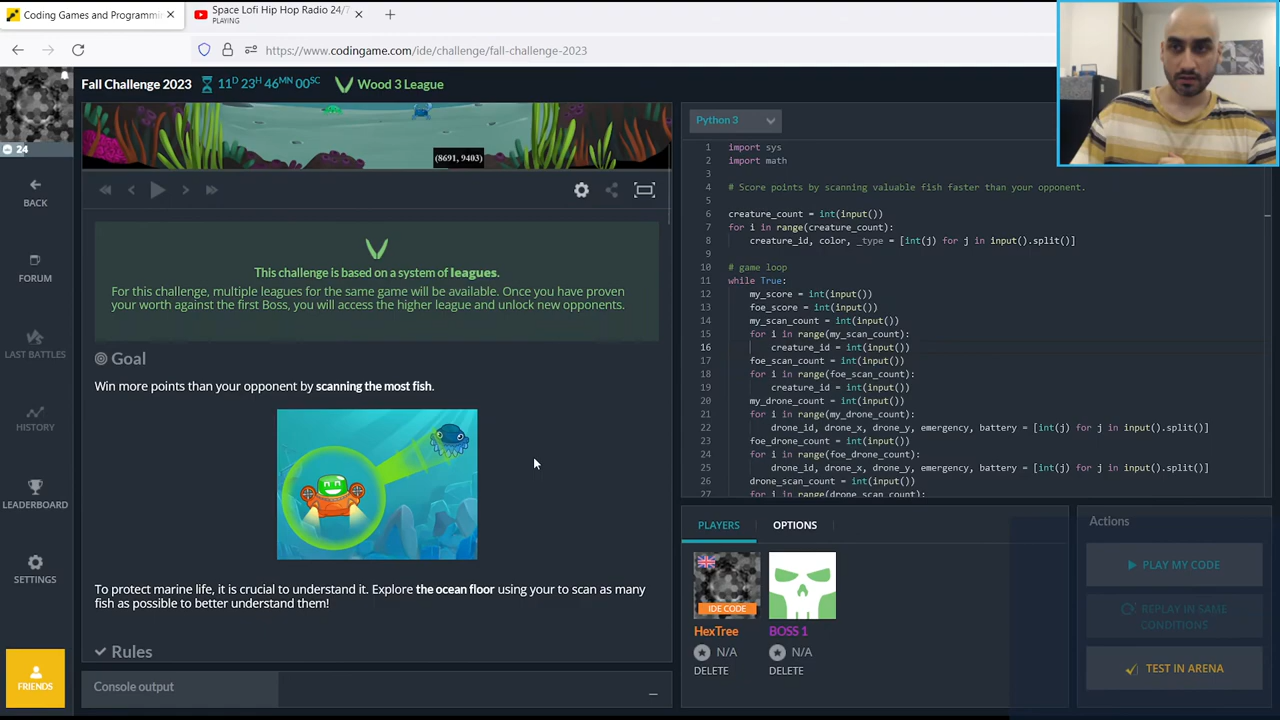 Coding Games and Programmin
Space Lofi Hip Hop Radio 24/7
PLAYING
https://www.codingame.com/ide/challenge/fall-challenge-2023
Fall Challenge 2023
11D 23H 46MN 00SC
Wood 3 League
24
BACK
FORUM
LAST BATTLES
HISTORY
LEADERBOARD
SETTINGS
FRIENDS
(8691, 9403)
This challenge is based on a system of leagues.
For this challenge, multiple leagues for the same game will be available. Once you have proven
your worth against the first Boss, you will access the higher league and unlock new opponents.
Goal
Win more points than your opponent by scanning the most fish.
To protect marine life, it is crucial to understand it. Explore the ocean floor using your to scan as many
fish as possible to better understand them!
Rules
Console output
Python 3
1 import sys
2 import math
3
4 # Score points by scanning valuable fish faster than your opponent.
5
6 creature_count = int(input())
7 for i in range(creature_count):
8 creature_id, color, _type = [int(j) for j in input().split()]
9
10 # game loop
11 while True:
12 my_score = int(input())
13 foe_score = int(input())
14 my_scan_count = int(input())
15 for i in range(my_scan_count):
16 creature_id = int(input())
17 foe_scan_count = int(input())
18 for i in range(foe_scan_count):
19 creature_id = int(input())
20 my_drone_count = int(input())
21 for i in range(my_drone_count):
22 drone_id, drone_x, drone_y, emergency, battery = [int(j) for j in input().split()]
23 foe_drone_count = int(input())
24 for i in range(foe_drone_count):
25 drone_id, drone_x, drone_y, emergency, battery = [int(j) for j in input().split()]
26 drone_scan_count = int(input())
27 for i in range(drone_scan_count):
PLAYERS
OPTIONS
IDE CODE
HexTree
BOSS 1
N/A
N/A
DELETE
DELETE
Actions
PLAY MY CODE
REPLAY IN SAME
CONDITIONS
TEST IN ARENA